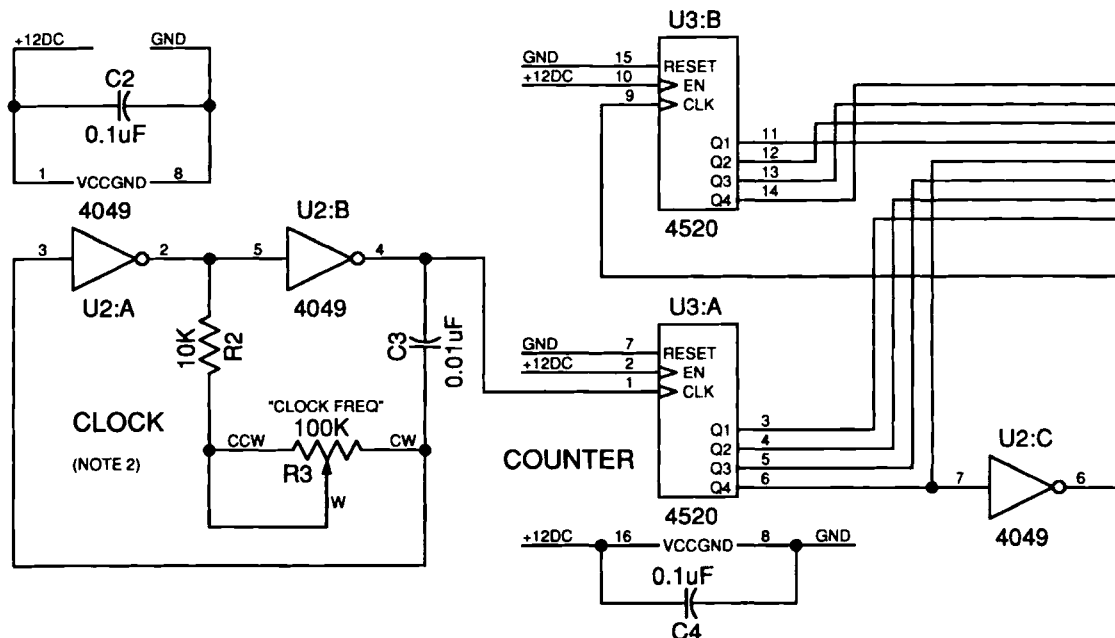 +12DC
GND
C2
0.1uF
1
VCCGND
8
4049
3
2
U2:A
U2:B
5
4
4049
10K
R2
C3
0.01uF
CLOCK
(NOTE 2)
"CLOCK FREQ"
100K
CCW
CW
R3
W
U3:B
GND
15
RESET
+12DC
10
EN
9
CLK
Q1
11
Q2
12
Q3
13
Q4
14
4520
U3:A
GND
7
RESET
+12DC
2
EN
1
CLK
COUNTER
Q1
3
Q2
4
Q3
5
Q4
6
4520
U2:C
7
6
4049
+12DC
16
VCCGND
8
GND
0.1uF
C4